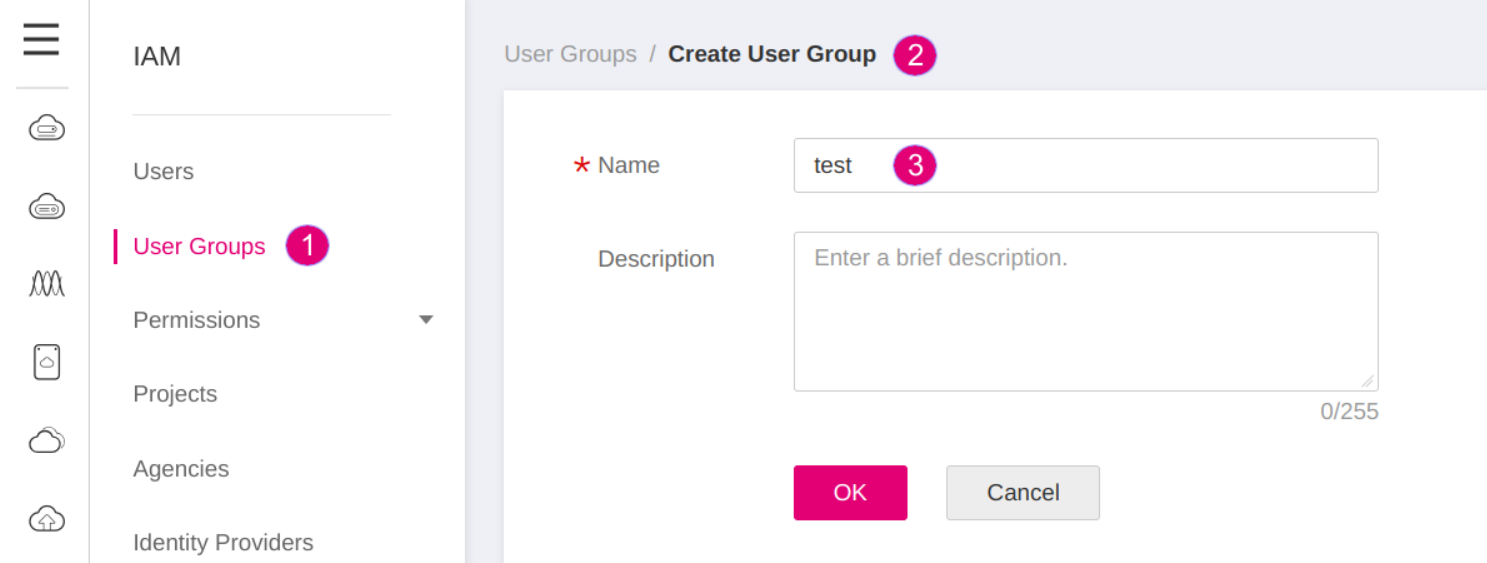 IAM
Users
User Groups 1
Permissions
Projects
Agencies
Identity Providers
User Groups / Create User Group 2
* Name test 3
Description Enter a brief description.
0/255
OK Cancel